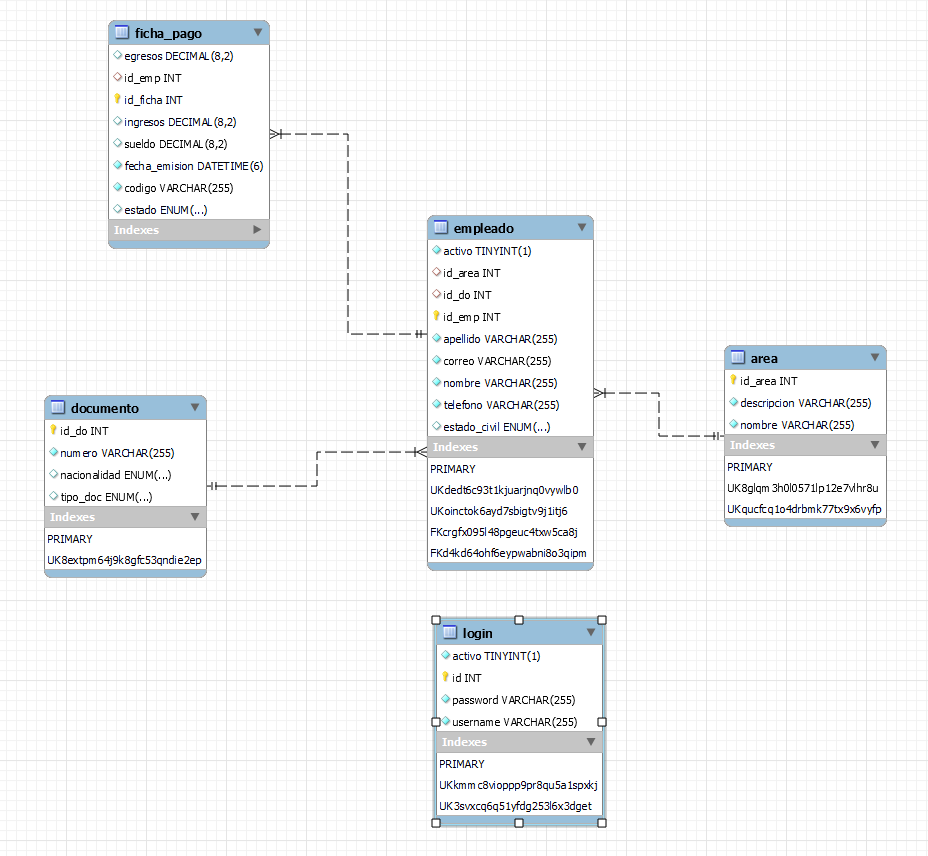 ficha_pago
egresos DECIMAL(8,2)
id_emp INT
id_ficha INT
ingresos DECIMAL(8,2)
sueldo DECIMAL(8,2)
fecha_emision DATETIME(6)
codigo VARCHAR(255)
estado ENUM(...)
Indexes
empleado
activo TINYINT(1)
id_area INT
id_do INT
id_emp INT
apellido VARCHAR(255)
correo VARCHAR(255)
nombre VARCHAR(255)
telefono VARCHAR(255)
estado_civil ENUM(...)
Indexes
PRIMARY
UKdedt6c93t1kjuarjnq0vywlb0
UKoinctok6ayd7sbigtv9j1itj6
FKcrgfx095l48pgeuc4txw5ca8j
FKd4kd64ohf6eypwabni8o3qipm
area
id_area INT
descripcion VARCHAR(255)
nombre VARCHAR(255)
Indexes
PRIMARY
UK8glqm3h0l0571lp12e7vlhr8u
UKqucfcq1o4drbmk77tx9x6vyfp
documento
id_do INT
numero VARCHAR(255)
nacionalidad ENUM(...)
tipo_doc ENUM(...)
Indexes
PRIMARY
UK8extpm64j9k8gfc53qndie2ep
login
activo TINYINT(1)
id INT
password VARCHAR(255)
username VARCHAR(255)
Indexes
PRIMARY
UKkmmc8vioppp9pr8qu5a1spxkj
UK3svxcq6q51yfdg253l6x3dget